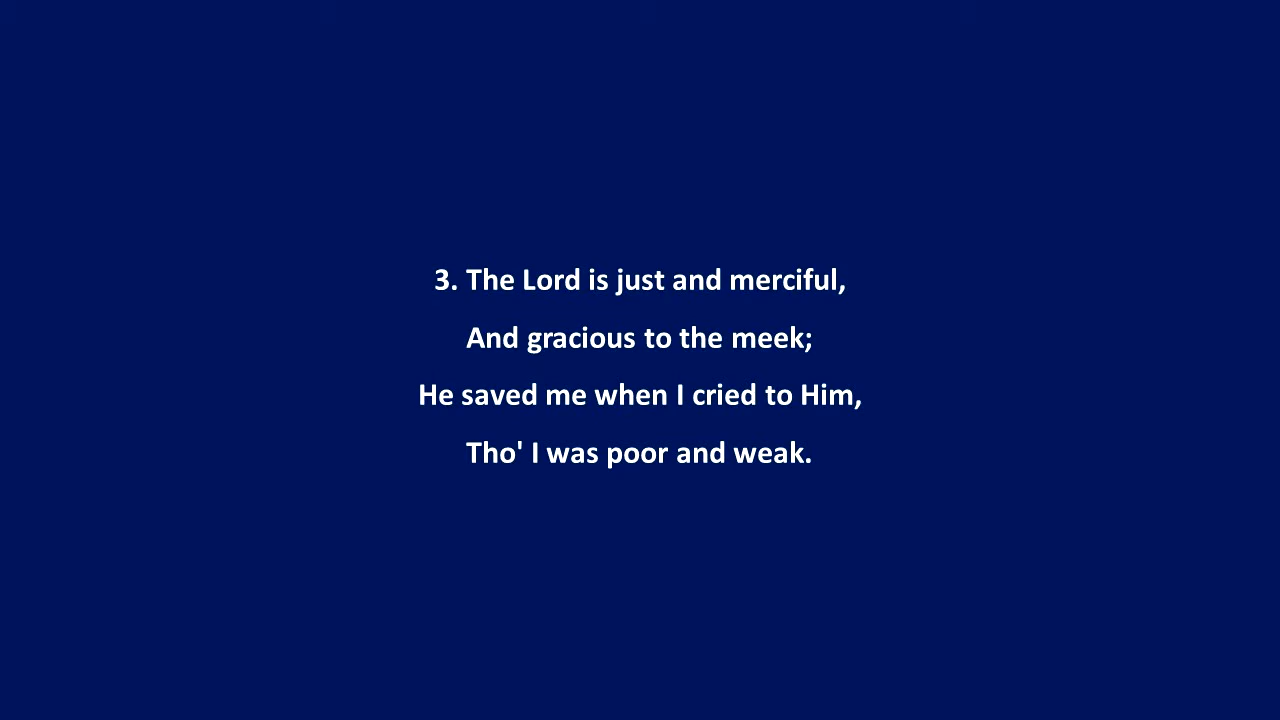 3. The Lord is just and merciful,
And gracious to the meek;
He saved me when I cried to Him,
Tho' I was poor and weak.